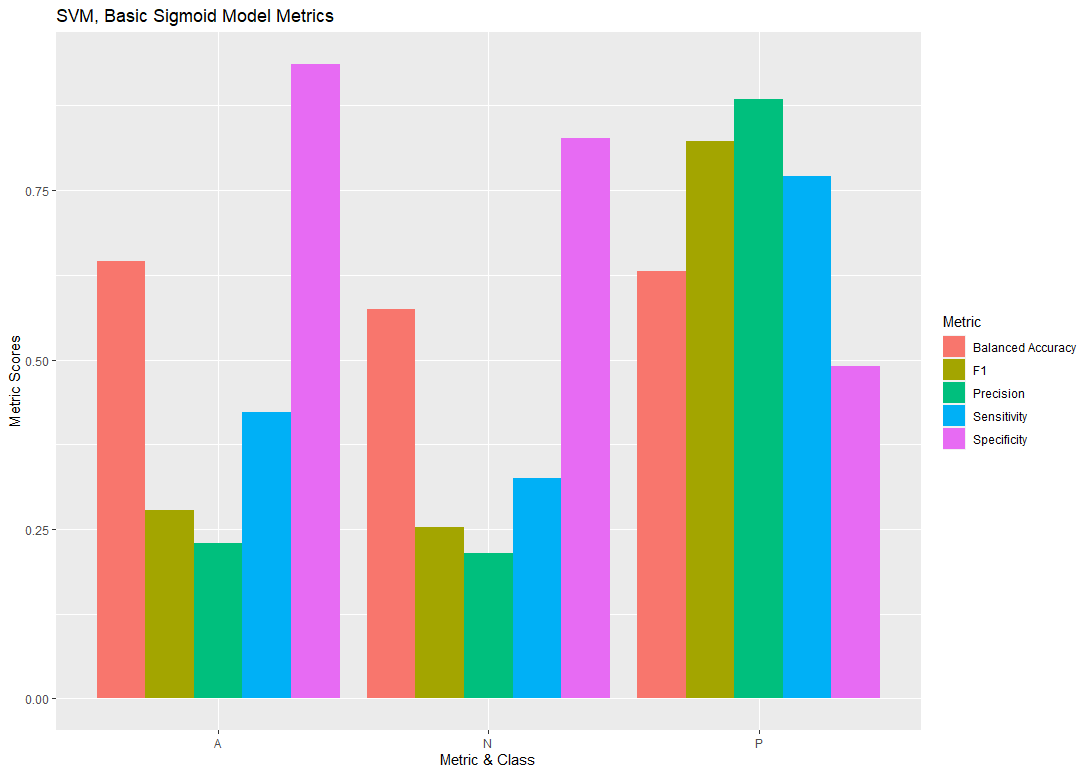 SVM, Basic Sigmoid Model Metrics
Metric Scores
0.75
0.50
0.25
0.00
A N P
Metric & Class
Metric
Balanced Accuracy
F1
Precision
Sensitivity
Specificity